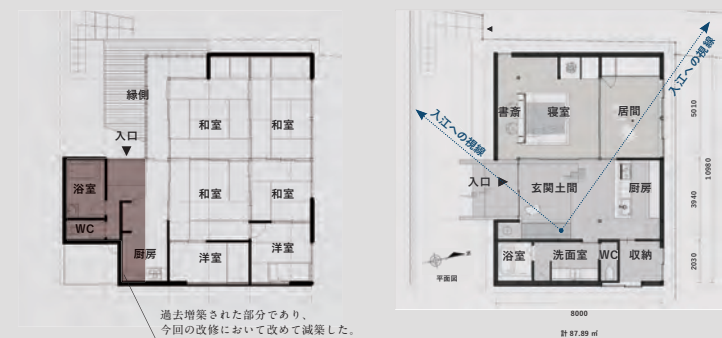 縁側
入口
和室
和室
浴室
和室
和室
WC
厨房
洋室
洋室
過去増築された部分であり、
今回の改修において改めて減築した。
入江への視線
入江への視線
書斎
寝室
居間
入口
玄関土間
厨房
浴室
洗面室
WC
収納
平面図
5010
3940
2030
10980
8000
計 87.89 ㎡